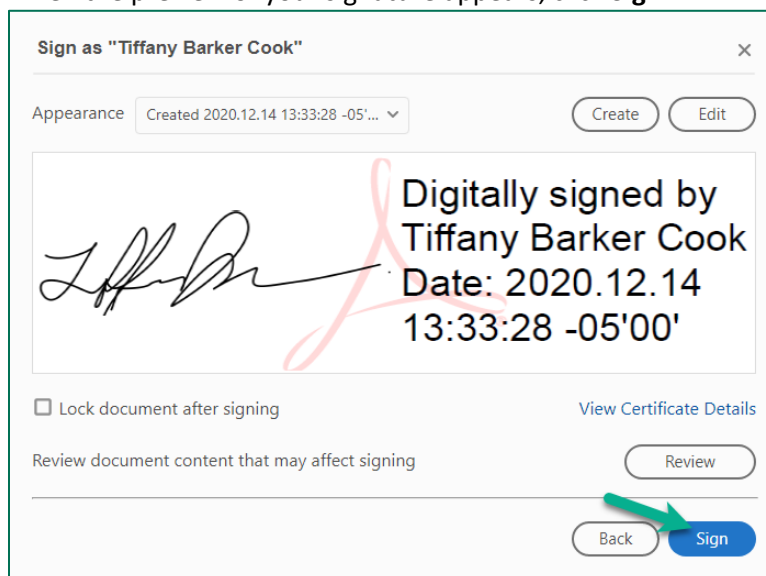 Sign as "Tiffany Barker Cook"
Appearance Created 2020.12.14 13:33:28 -05'... Create Edit
Digitally signed by
Tiffany Barker Cook
Date: 2020.12.14
13:33:28 -05'00'
Lock document after signing View Certificate Details
Review document content that may affect signing Review
Back Sign